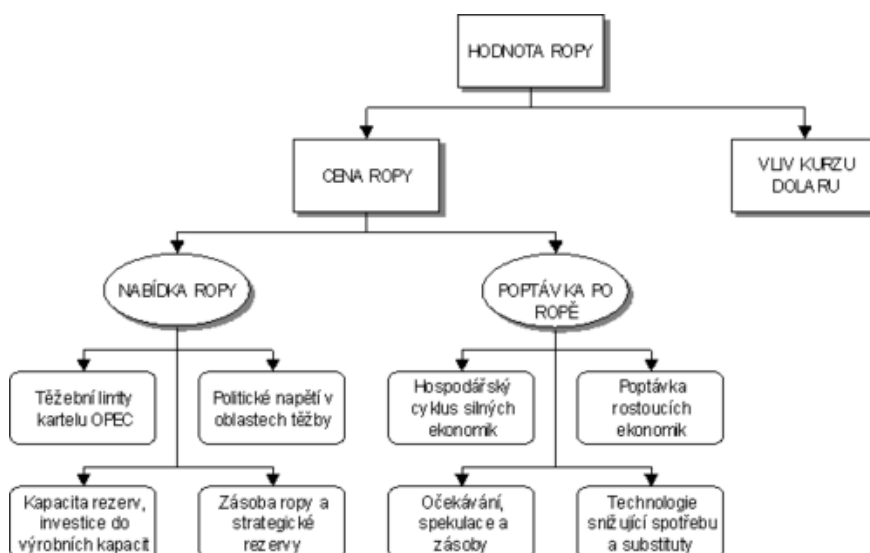 HODNOTA ROPY
CENA ROPY
VLIV KURZU
DOLARU
NABÍDKA ROPY
POPTÁVKA PO
ROPĚ
Těžební limity
kartelu OPEC
Politické napětí v
oblastech těžby
Hospodářský
cyklus silných
ekonomik
Poptávka
rostoucích
ekonomik
Kapacita rezerv,
investice do
výrobních kapacit
Zásoba ropy a
strategické
rezervy
Očekávání,
spekulace a
zásoby
Technologie
snižující spotřebu
a substituty